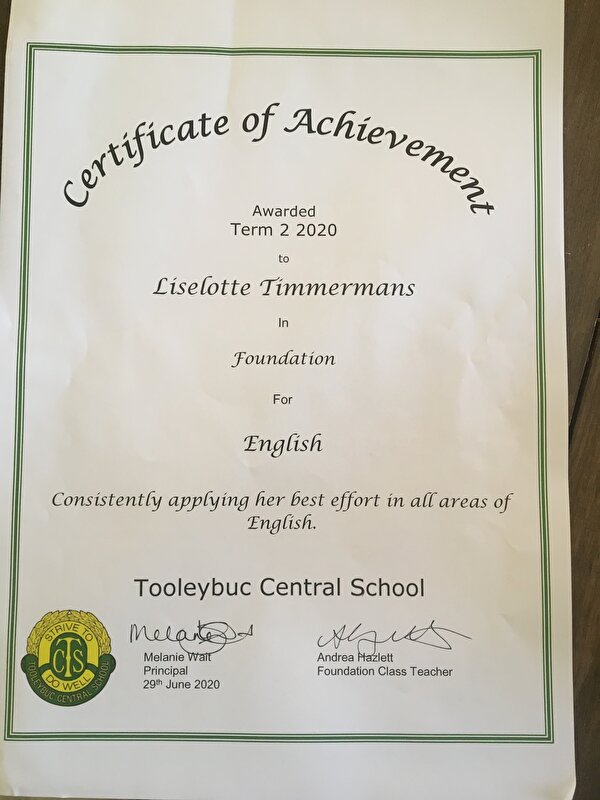 Certificate of Achievement
Awarded
Term 2 2020
to
Liselotte Timmermans
In
Foundation
For
English
Consistently applying her best effort in all areas of
English.
Tooleybuc Central School
Melanie Wait
Principal
29th June 2020
Andrea Hazlett
Foundation Class Teacher
STRIVE TO
CTS
DO WELL
TOOLEYBUC CENTRAL SCHOOL